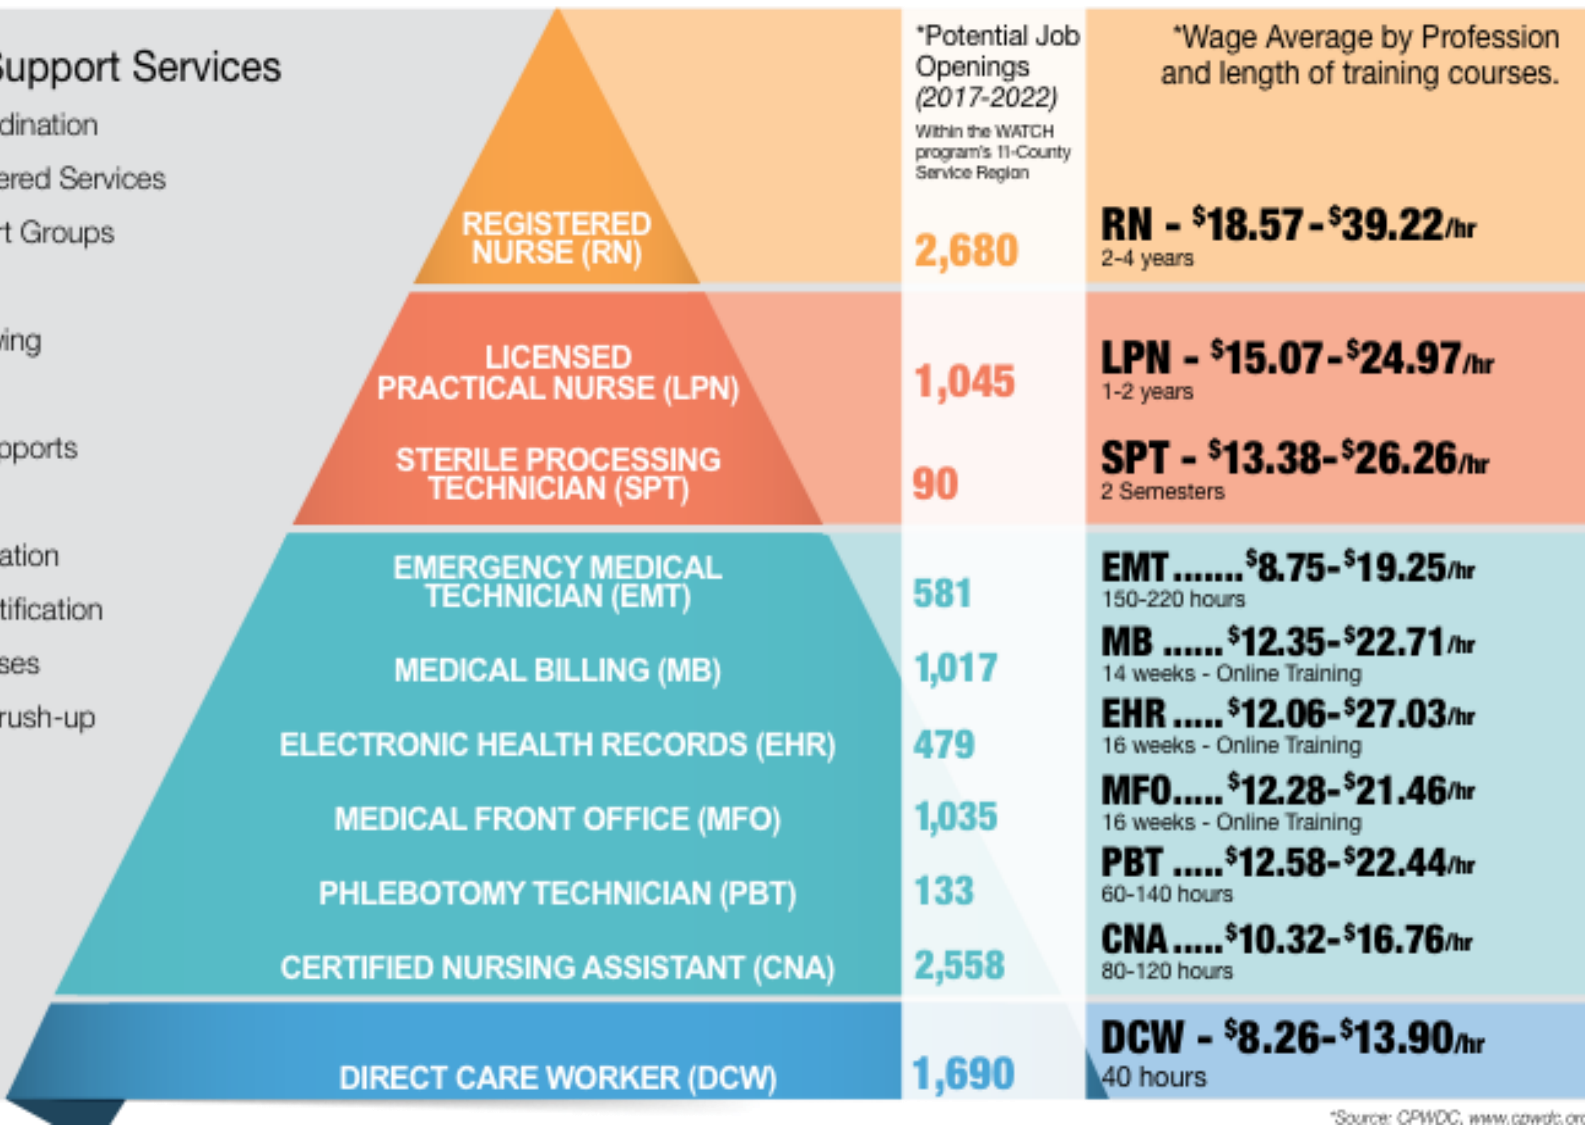 Support Services
dination
ered Services
rt Groups
ing
pports
ation
tification
ses
rush-up
REGISTERED
NURSE (RN)
LICENSED
PRACTICAL NURSE (LPN)
STERILE PROCESSING
TECHNICIAN (SPT)
EMERGENCY MEDICAL
TECHNICIAN (EMT)
MEDICAL BILLING (MB)
ELECTRONIC HEALTH RECORDS (EHR)
MEDICAL FRONT OFFICE (MFO)
PHLEBOTOMY TECHNICIAN (PBT)
CERTIFIED NURSING ASSISTANT (CNA)
DIRECT CARE WORKER (DCW)
*Potential Job
Openings
(2017-2022)
Within the WATCH
program's 11-County
Service Region
2,680
1,045
90
581
1,017
479
1,035
133
2,558
1,690
*Wage Average by Profession
and length of training courses.
RN - $18.57-$39.22/hr
2-4 years
LPN - $15.07-$24.97/hr
1-2 years
SPT - $13.38-$26.26/hr
2 Semesters
EMT.......$8.75-$19.25/hr
150-220 hours
MB ......$12.35-$22.71/hr
14 weeks - Online Training
EHR .....$12.06-$27.03/hr
16 weeks - Online Training
MFO.....$12.28-$21.46/hr
16 weeks - Online Training
PBT .....$12.58-$22.44/hr
60-140 hours
CNA.....$10.32-$16.76/hr
80-120 hours
DCW - $8.26-$13.90/hr
40 hours
*Source: CPWDC, www.cpwdc.org